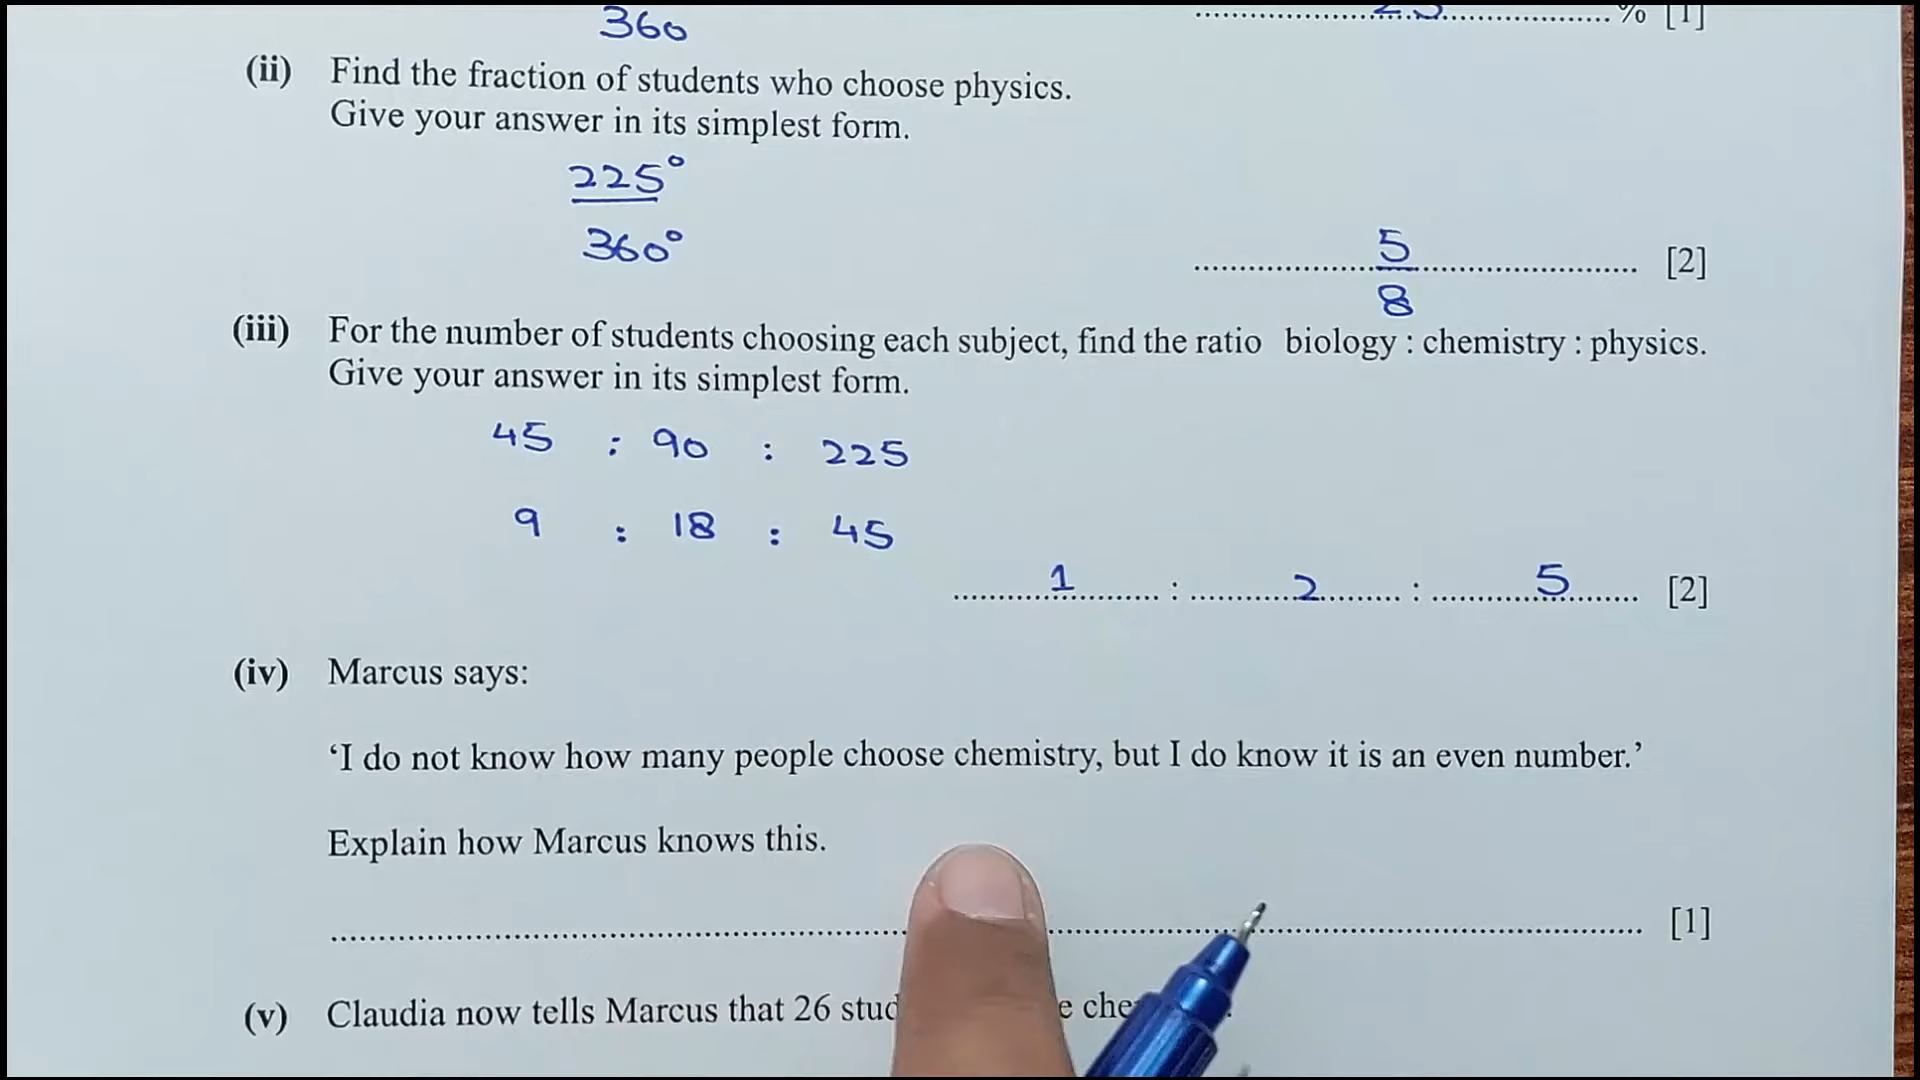 360
% [1]
(ii) Find the fraction of students who choose physics.
Give your answer in its simplest form.
225°
360°
5
8
[2]
(iii) For the number of students choosing each subject, find the ratio biology : chemistry : physics.
Give your answer in its simplest form.
45 : 90 : 225
9 : 18 : 45
1 : 2 : 5 [2]
(iv) Marcus says:
‘I do not know how many people choose chemistry, but I do know it is an even number.’
Explain how Marcus knows this.
[1]
(v) Claudia now tells Marcus that 26